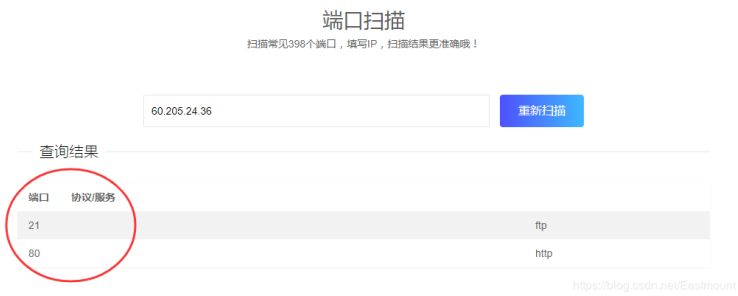 端口扫描
扫描常见398个端口，填写IP，扫描结果更准确哦！
60.205.24.36 重新扫描
查询结果
端口 协议/服务
21 ftp
80 http
https://blog.csdn.net/Eastmount